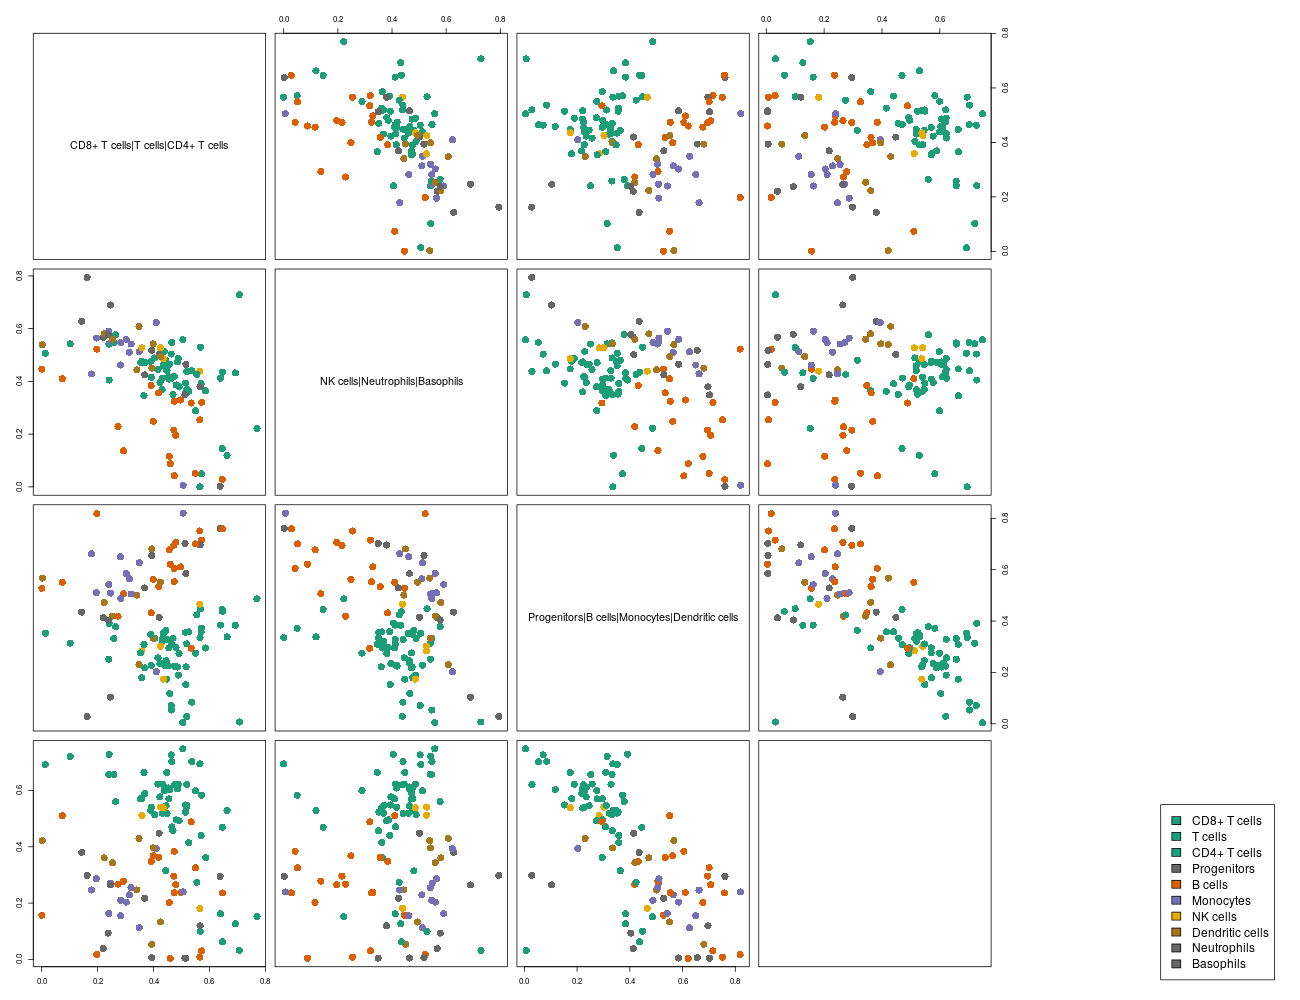 0.0 0.2 0.4 0.6 0.8 0.0 0.2 0.4 0.6
CD8+ T cells|T cells|CD4+ T cells
0.0 0.2 0.4 0.6 0.8
0.0 0.2 0.4 0.6 0.8
NK cells|Neutrophils|Basophils
Progenitors|B cells|Monocytes|Dendritic cells
0.0 0.2 0.4 0.6 0.8
0.0 0.2 0.4 0.6
0.0 0.2 0.4 0.6 0.8 0.0 0.2 0.4 0.6 0.8
CD8+ T cells
T cells
CD4+ T cells
Progenitors
B cells
Monocytes
NK cells
Dendritic cells
Neutrophils
Basophils